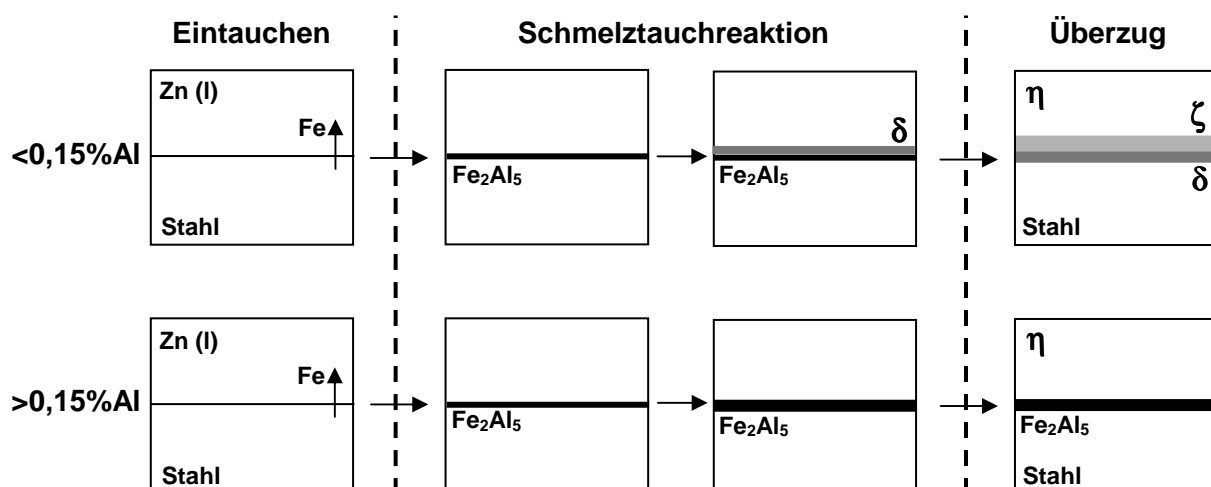 Eintauchen
Schmelztauchreaktion
Überzug
<0,15%Al
Zn (l)
Fe
Stahl
Fe₂Al₅
δ
Fe₂Al₅
η
ζ
δ
Stahl
>0,15%Al
Zn (l)
Fe
Stahl
Fe₂Al₅
Fe₂Al₅
η
Fe₂Al₅
Stahl